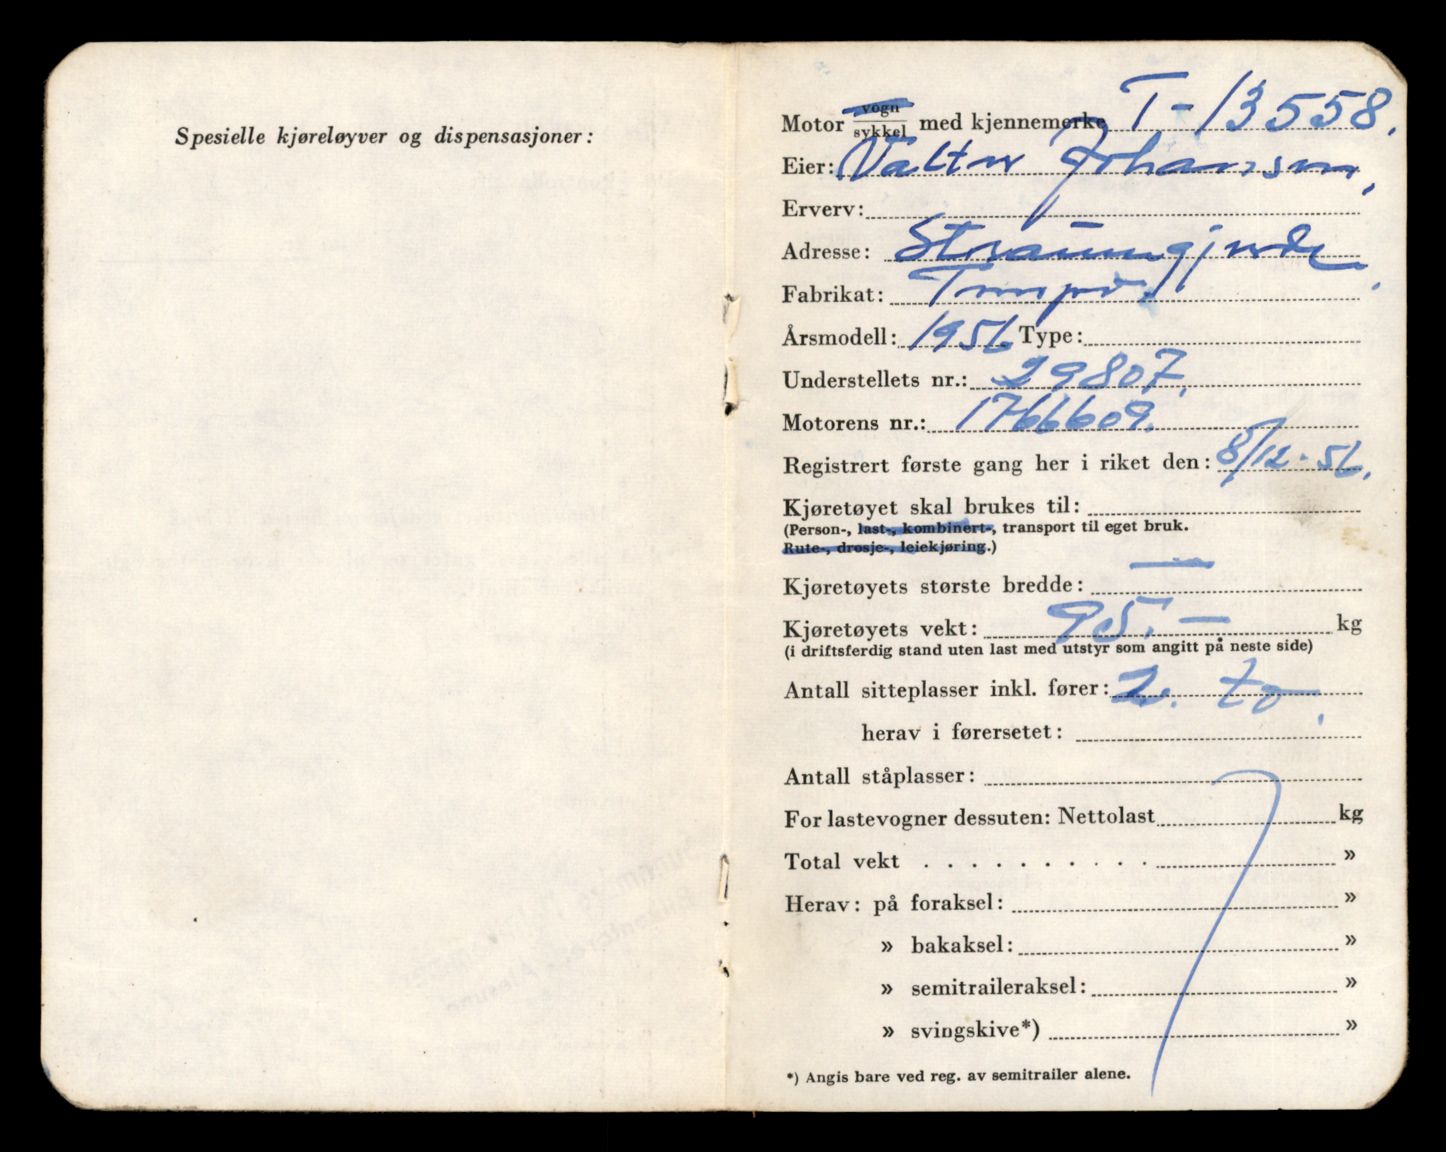 Spesielle kjøreløyver og dispensasjoner:
Motor vogn/sykkel med kjennemerke T-13558.
Eier: Valter Johansen,
Erverv:
Adresse: Straumgjerde.
Fabrikat: Tempo.
Årsmodell: 1956 Type:
Understellets nr.: 29807.
Motorens nr.: 1766609.
Registrert første gang her i riket den: 8/12-56.
Kjøretøyet skal brukes til:
(Person-, last-, kombinert-, transport til eget bruk.
Rute-, drosje-, leiekjøring.)
Kjøretøyets største bredde: —
Kjøretøyets vekt: 95.— kg
(i driftsferdig stand uten last med utstyr som angitt på neste side)
Antall sitteplasser inkl. fører: 2. to.
herav i førersetet:
Antall ståplasser:
For lastevogner dessuten: Nettolast kg
Total vekt . . . . . . . . . . »
Herav: på foraksel: »
» bakaksel: »
» semitraileraksel: »
» svingskive*) »
*) Angis bare ved reg. av semitrailer alene.